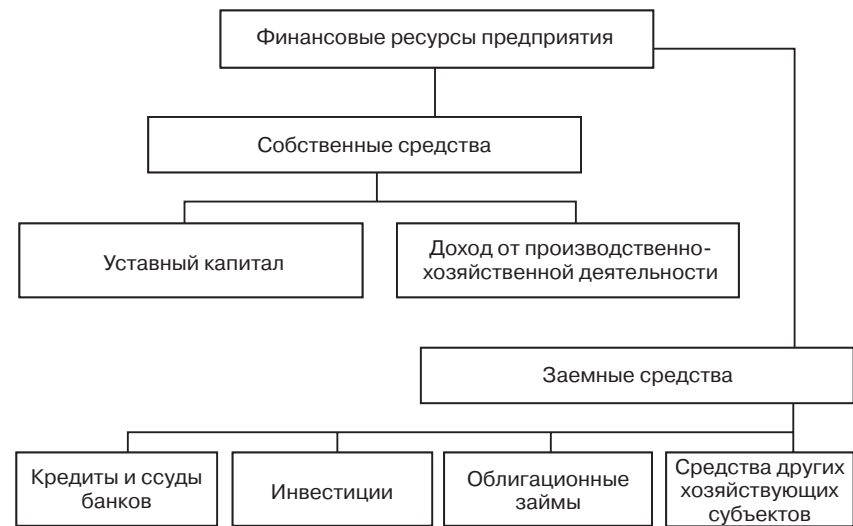 Финансовые ресурсы предприятия
Собственные средства
Уставный капитал
Доход от производственно-
хозяйственной деятельности
Заемные средства
Кредиты и ссуды
банков
Инвестиции
Облигационные
займы
Средства других
хозяйствующих
субъектов